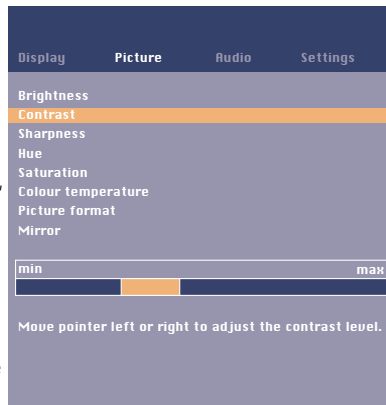 Display Picture Audio Settings
Brightness
Contrast
Sharpness
Hue
Saturation
Colour temperature
Picture format
Mirror
min max
Move pointer left or right to adjust the contrast level.